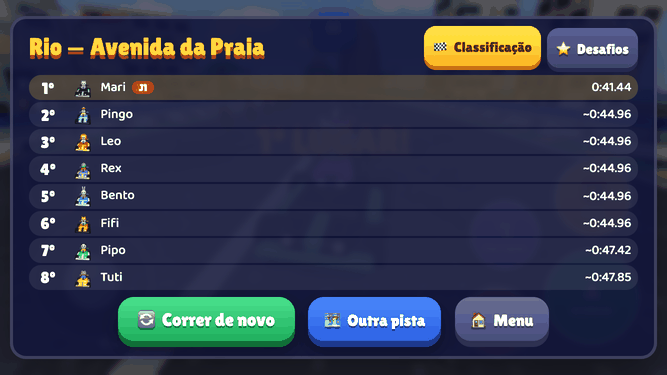 Rio — Avenida da Praia
Classificação
Desafios
1º Mari J1 0:41.44
2º Pingo ~0:44.96
3º Leo ~0:44.96
4º Rex ~0:44.96
5º Bento ~0:44.96
6º Fifi ~0:44.96
7º Pipo ~0:47.42
8º Tuti ~0:47.85
Correr de novo
Outra pista
Menu